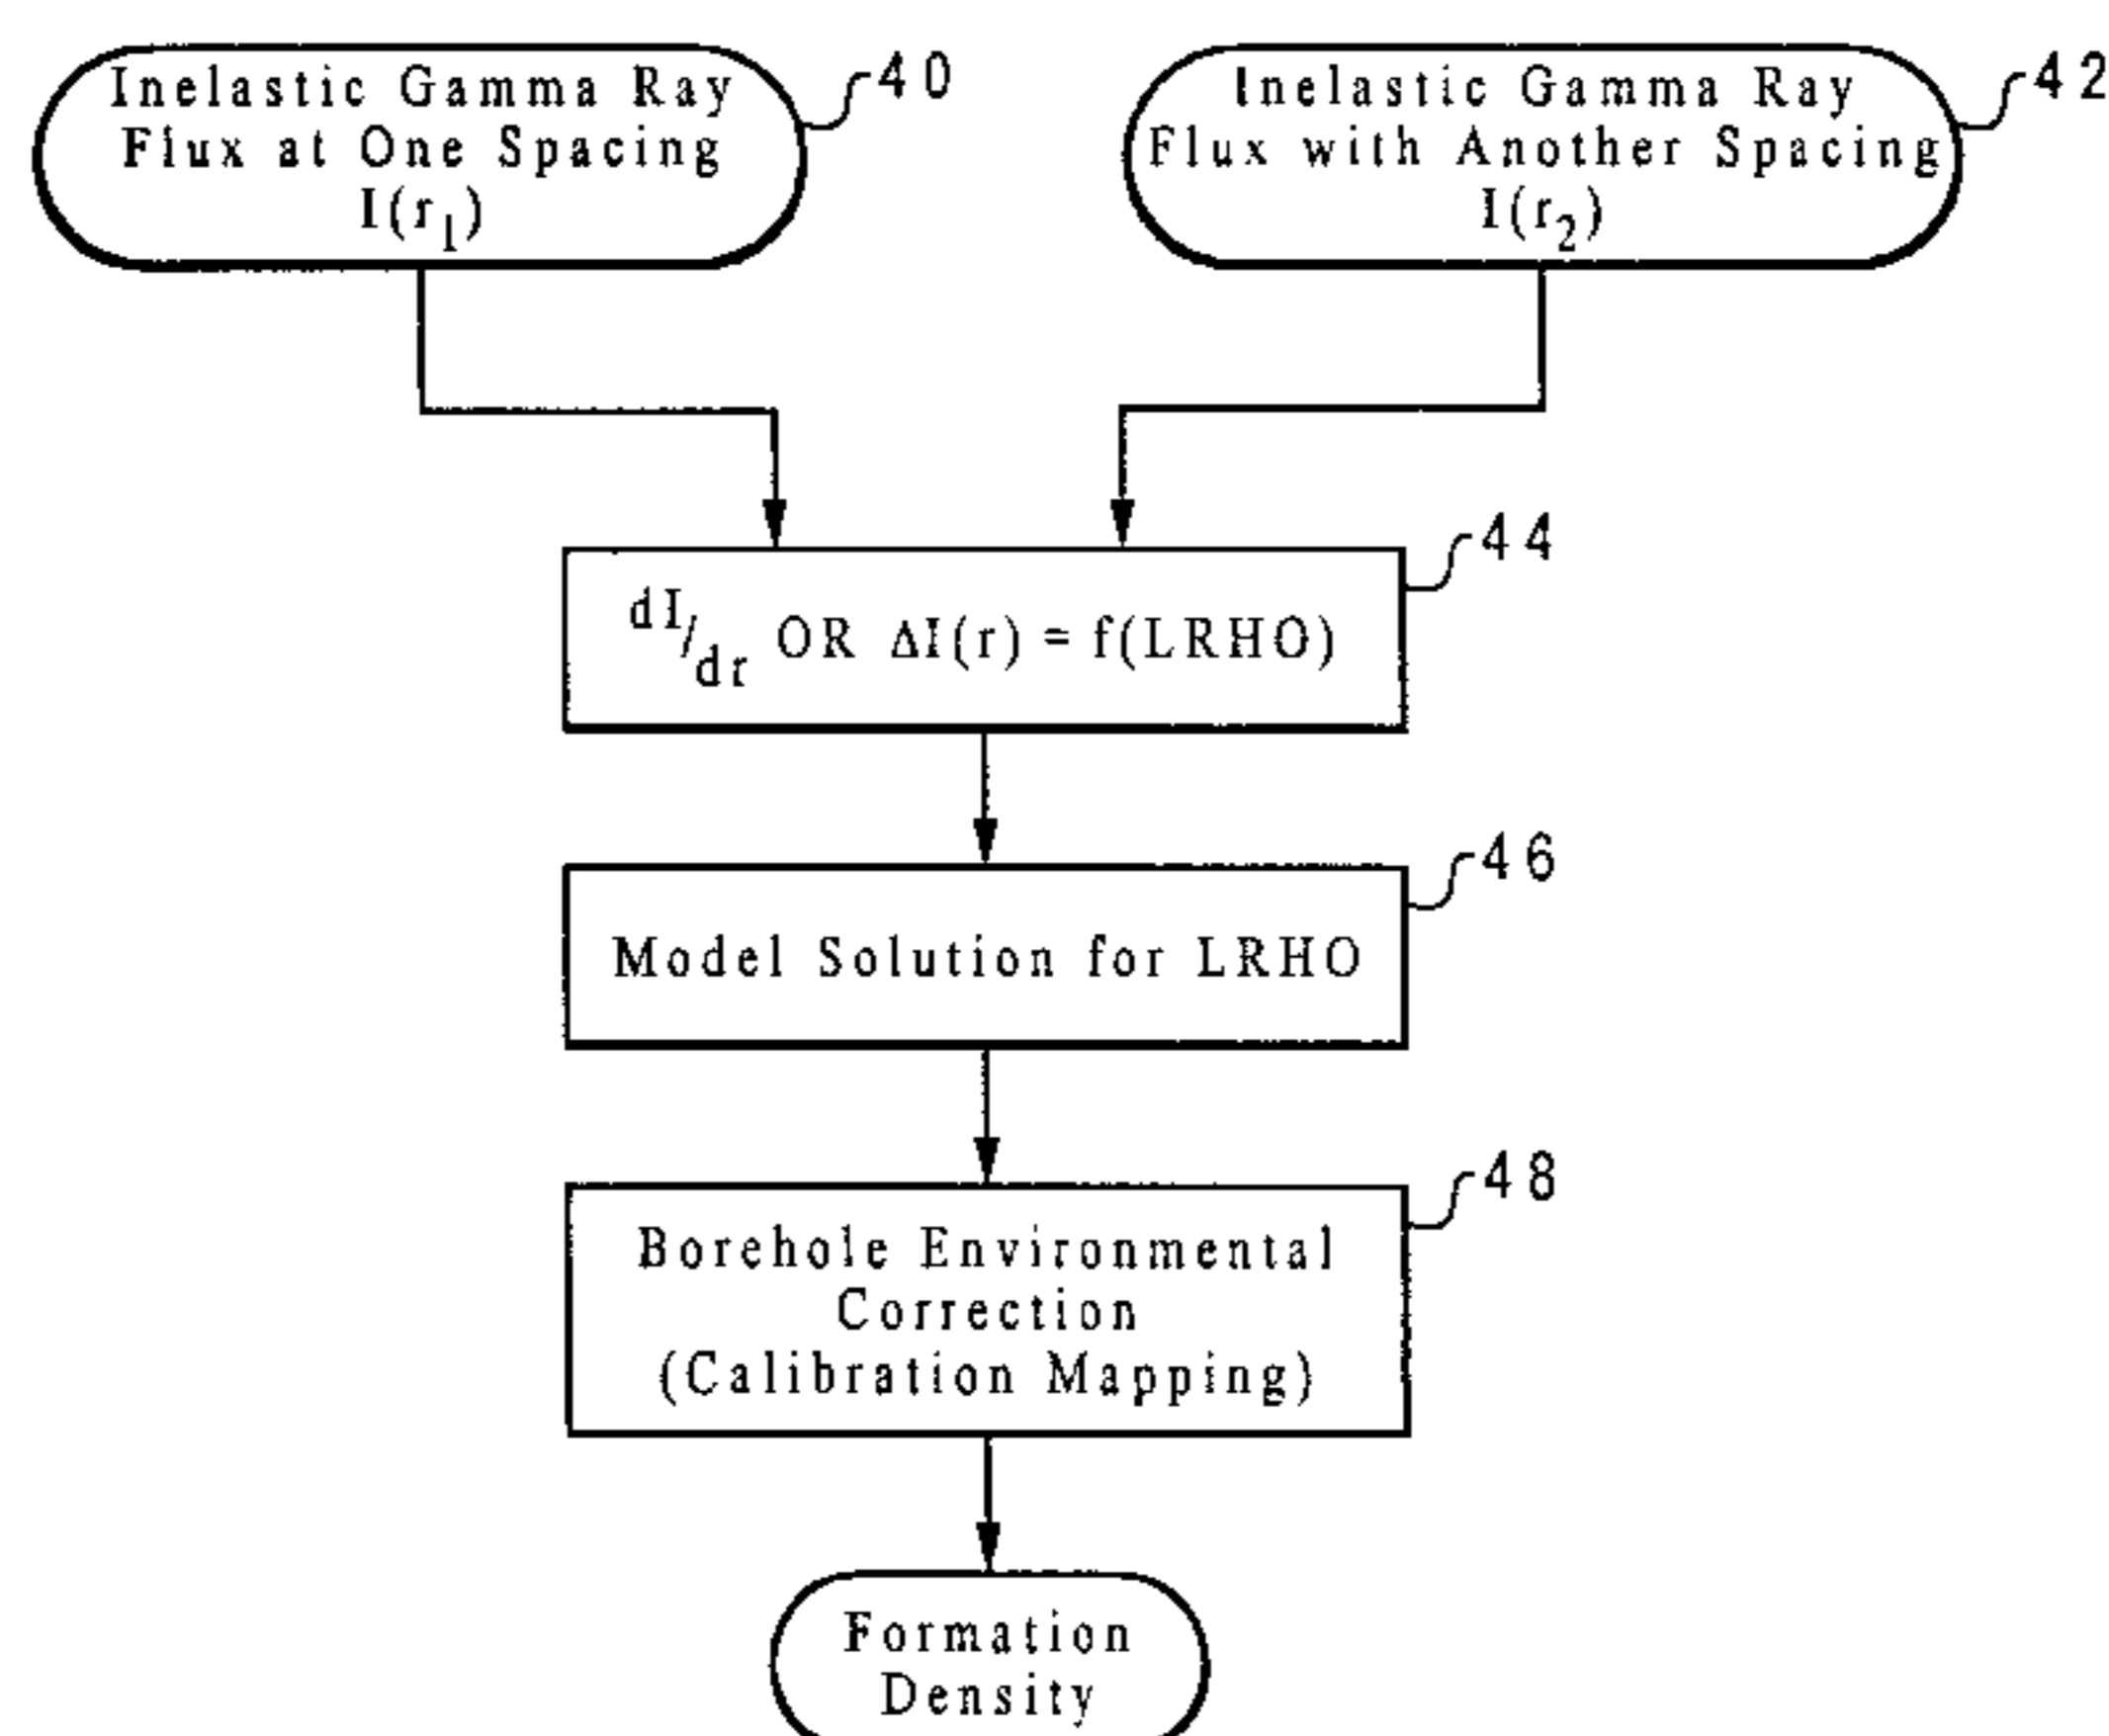 Inelastic Gamma Ray
Flux at One Spacing
I(r1)
40
Inelastic Gamma Ray
Flux with Another Spacing
I(r2)
42
dI/dr OR ΔI(r) = f(LRHO)
44
Model Solution for LRHO
46
Borehole Environmental
Correction
(Calibration Mapping)
48
Formation
Density